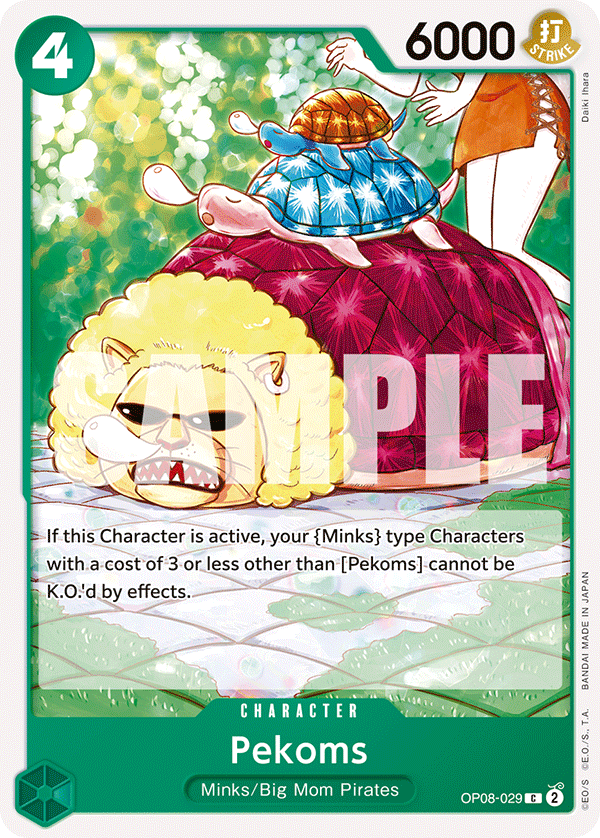 4
6000
打
STRIKE
Daiki Ihara
SAMPLE
If this Character is active, your {Minks} type Characters
with a cost of 3 or less other than [Pekoms] cannot be
K.O.'d by effects.
CHARACTER
Pekoms
Minks/Big Mom Pirates
OP08-029 C 2
©EO/S ©E.O./S., T.A. BANDAI MADE IN JAPAN